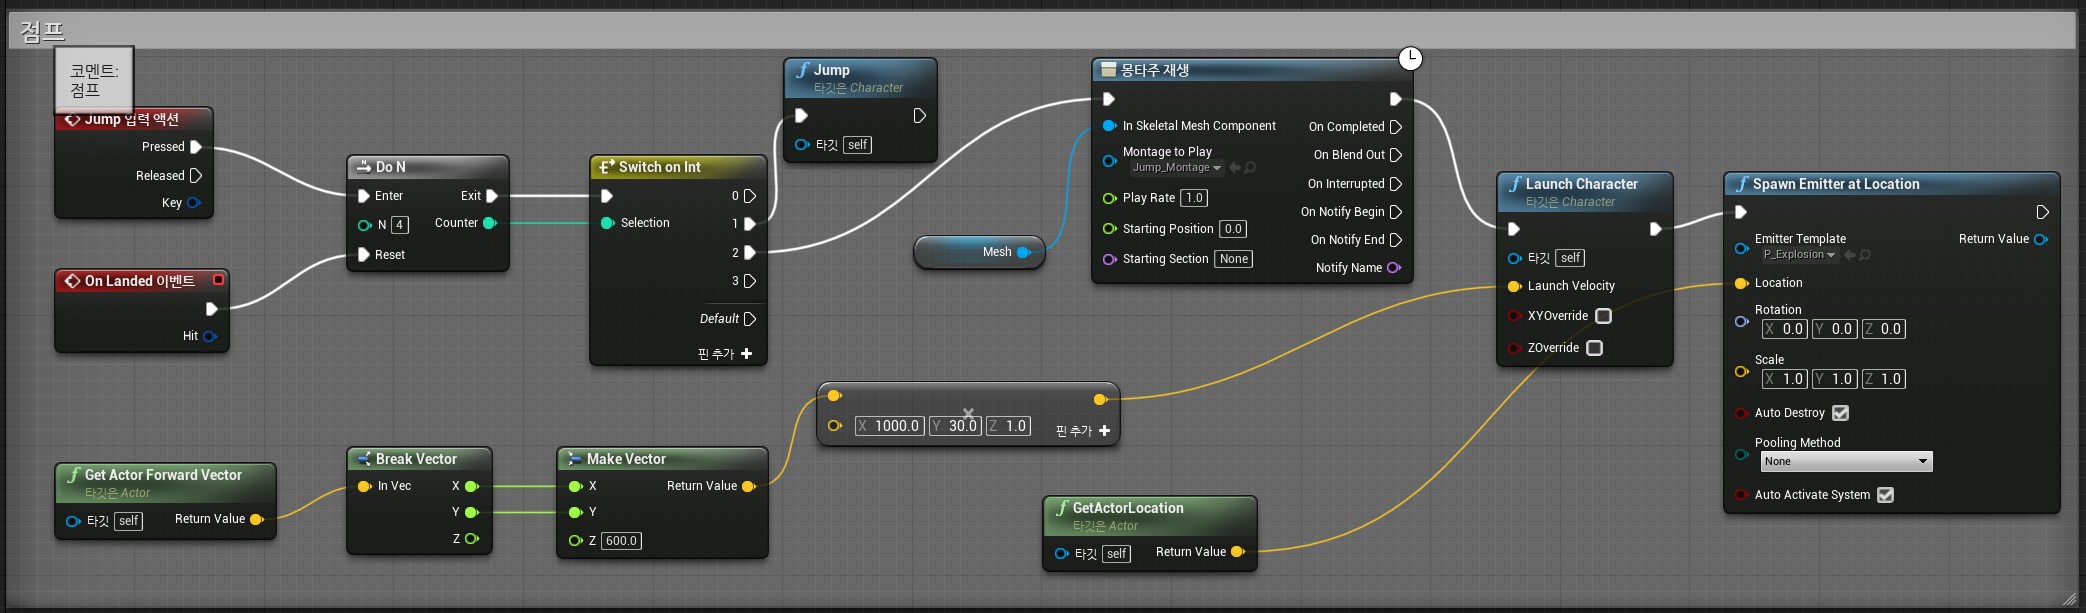 점프
코멘트:
점프
Jump 입력 액션
Pressed
Released
Key
On Landed 이벤트
Hit
Do N
Enter Exit
N 4 Counter
Reset
Switch on Int
0
Selection 1
2
3
Default
핀 추가
Jump
타깃은 Character
타깃 self
Mesh
몽타주 재생
In Skeletal Mesh Component On Completed
Montage to Play On Blend Out
Jump_Montage
On Interrupted
Play Rate 1.0
On Notify Begin
Starting Position 0.0
On Notify End
Starting Section None
Notify Name
Launch Character
타깃은 Character
타깃 self
Launch Velocity
XYOverride
ZOverride
Spawn Emitter at Location
Emitter Template Return Value
P_Explosion
Location
Rotation
X 0.0 Y 0.0 Z 0.0
Scale
X 1.0 Y 1.0 Z 1.0
Auto Destroy
Pooling Method
None
Auto Activate System
Get Actor Forward Vector
타깃은 Actor
타깃 self Return Value
Break Vector
In Vec X
Y
Z
Make Vector
X Return Value
Y
Z 600.0
X 1000.0 Y 30.0 Z 1.0 핀 추가
GetActorLocation
타깃은 Actor
타깃 self Return Value